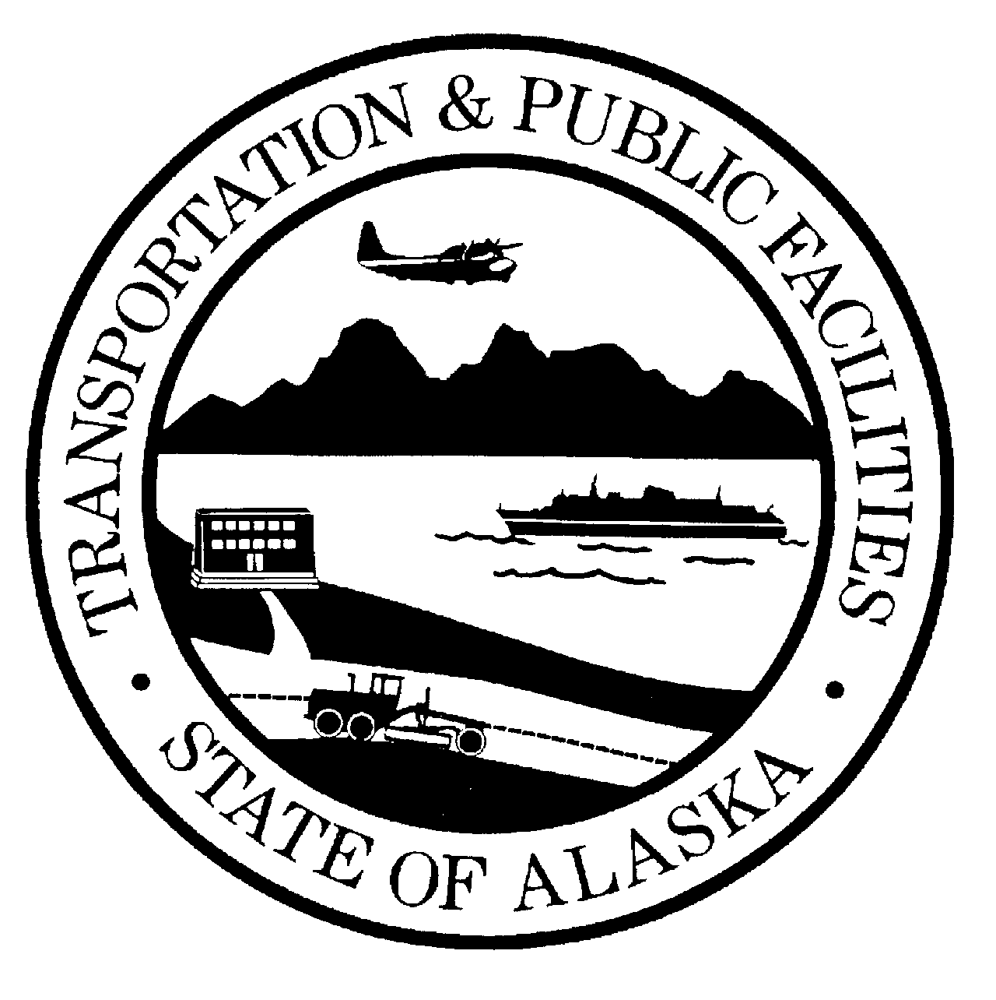 TRANSPORTATION & PUBLIC FACILITIES
STATE OF ALASKA